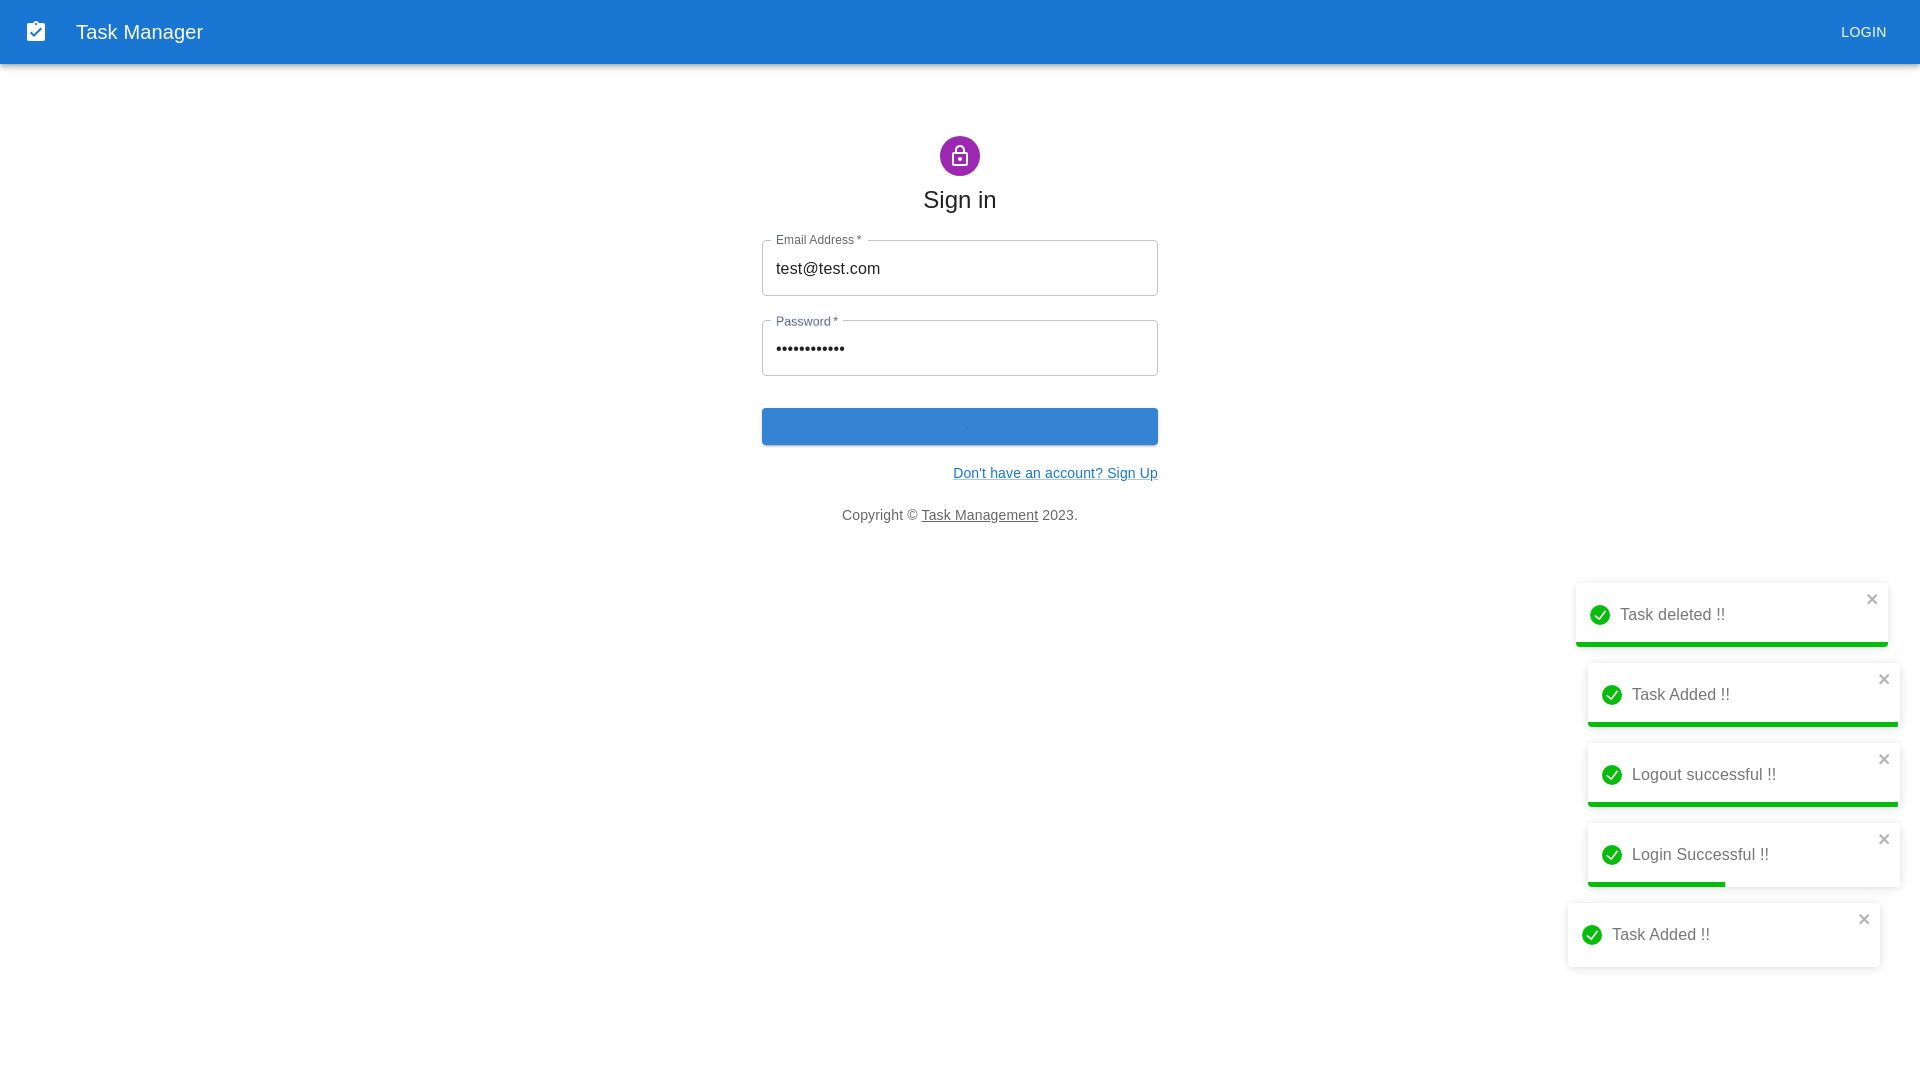 Task Manager
LOGIN
Sign in
Email Address *
test@test.com
Password *
••••••••••••
Don't have an account? Sign Up
Copyright © Task Management 2023.
Task deleted !!
Task Added !!
Logout successful !!
Login Successful !!
Task Added !!